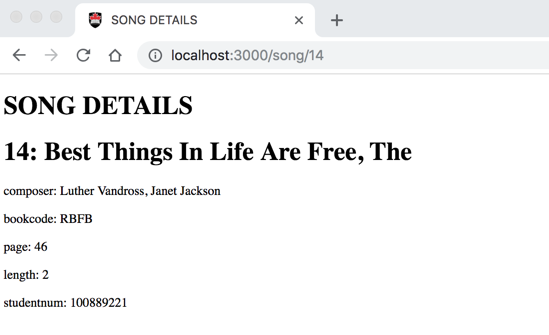 SONG DETAILS
localhost:3000/song/14
SONG DETAILS
14: Best Things In Life Are Free, The
composer: Luther Vandross, Janet Jackson
bookcode: RBFB
page: 46
length: 2
studentnum: 100889221